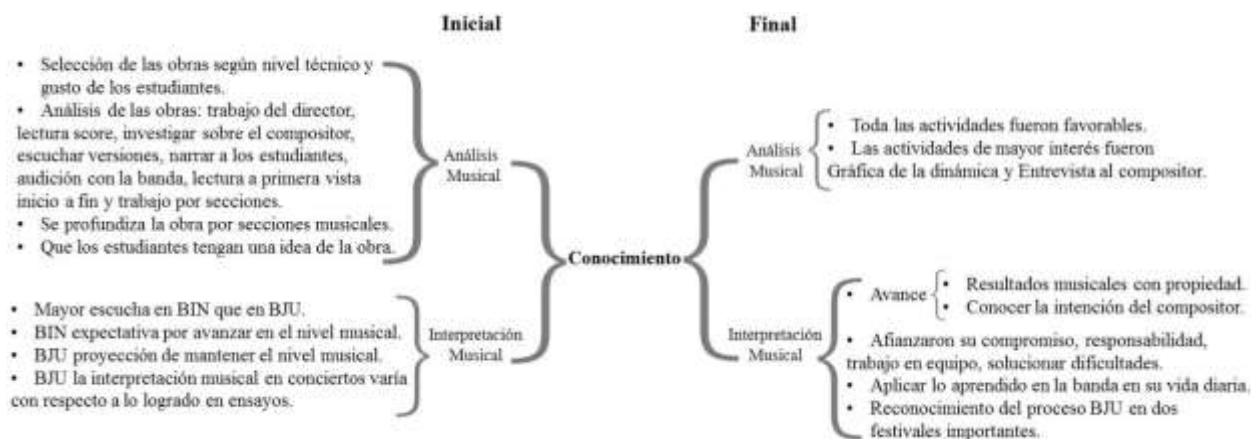 Inicial
• Selección de las obras según nivel técnico y
gusto de los estudiantes.
• Análisis de las obras: trabajo del director,
lectura score, investigar sobre el compositor,
escuchar versiones, narrar a los estudiantes,
audición con la banda, lectura a primera vista
inicio a fin y trabajo por secciones.
• Se profundiza la obra por secciones musicales.
• Que los estudiantes tengan una idea de la obra.
Análisis
Musical
• Mayor escucha en BIN que en BJU.
• BIN expectativa por avanzar en el nivel musical.
• BJU proyección de mantener el nivel musical.
• BJU la interpretación musical en conciertos varía
con respecto a lo logrado en ensayos.
Interpretación
Musical
Conocimiento
Final
Análisis
Musical
• Toda las actividades fueron favorables.
• Las actividades de mayor interés fueron
Gráfica de la dinámica y Entrevista al compositor.
Interpretación
Musical
• Avance
• Resultados musicales con propiedad.
• Conocer la intención del compositor.
• Afianzaron su compromiso, responsabilidad,
trabajo en equipo, solucionar dificultades.
• Aplicar lo aprendido en la banda en su vida diaria.
• Reconocimiento del proceso BJU en dos
festivales importantes.